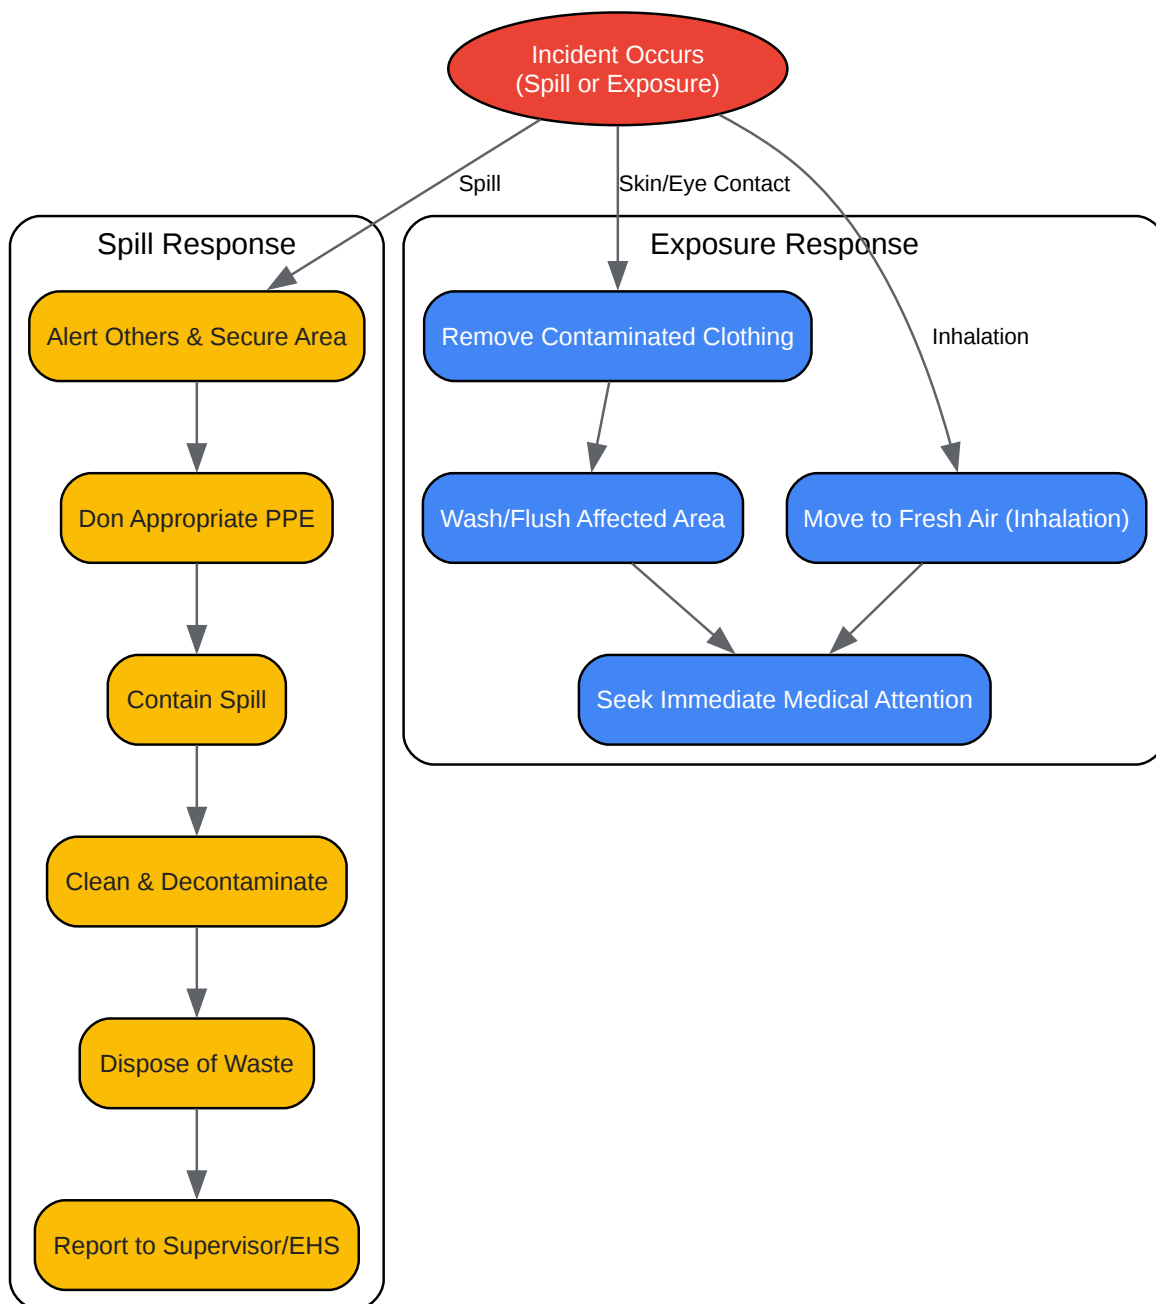 Incident Occurs
(Spill or Exposure)
Spill
Skin/Eye Contact
Inhalation
Spill Response
Alert Others & Secure Area
Don Appropriate PPE
Contain Spill
Clean & Decontaminate
Dispose of Waste
Report to Supervisor/EHS
Exposure Response
Remove Contaminated Clothing
Wash/Flush Affected Area
Move to Fresh Air (Inhalation)
Seek Immediate Medical Attention